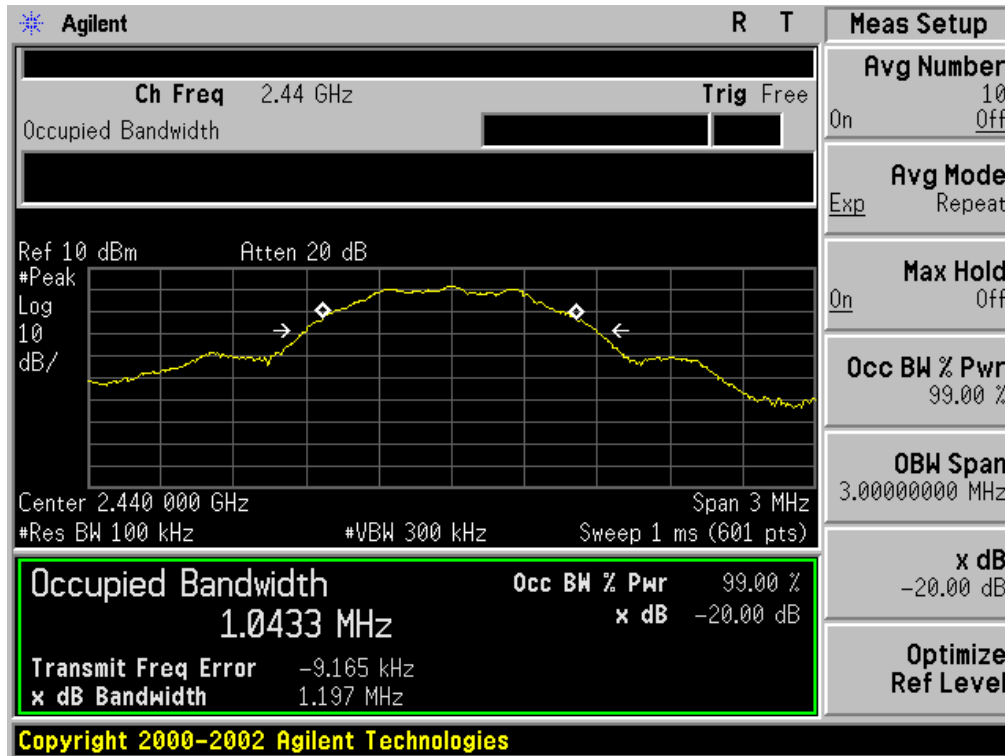 Agilent R T
Ch Freq 2.44 GHz Trig Free
Occupied Bandwidth
Ref 10 dBm Atten 20 dB
#Peak
Log
10
dB/
Center 2.440 000 GHz Span 3 MHz
#Res BW 100 kHz #VBW 300 kHz Sweep 1 ms (601 pts)
Occupied Bandwidth Occ BW % Pwr 99.00 %
1.0433 MHz x dB -20.00 dB
Transmit Freq Error -9.165 kHz
x dB Bandwidth 1.197 MHz
Copyright 2000-2002 Agilent Technologies
Meas Setup
Avg Number
10
On Off
Avg Mode
Exp Repeat
Max Hold
On Off
Occ BW % Pwr
99.00 %
OBW Span
3.00000000 MHz
x dB
-20.00 dB
Optimize
Ref Level